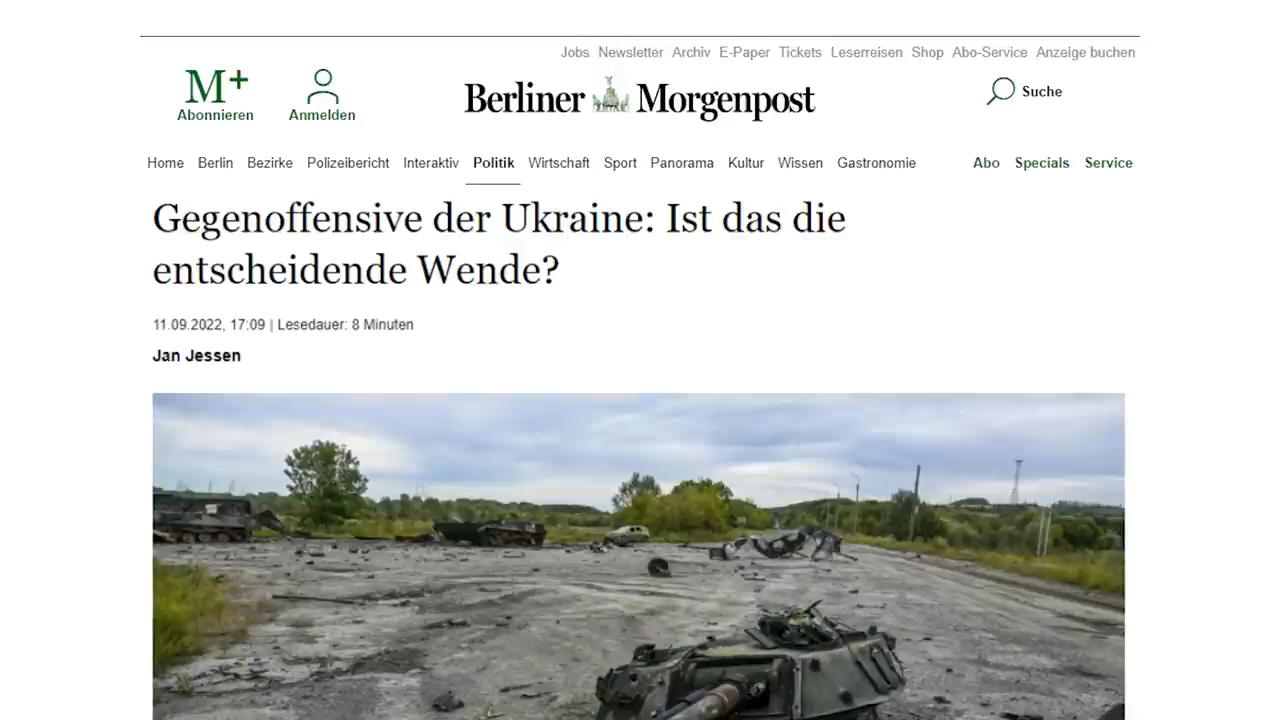 Jobs Newsletter Archiv E-Paper Tickets Leserreisen Shop Abo-Service Anzeige buchen
M+
Abonnieren
Anmelden
Berliner Morgenpost
Suche
Home Berlin Bezirke Polizeibericht Interaktiv Politik Wirtschaft Sport Panorama Kultur Wissen Gastronomie Abo Specials Service
Gegenoffensive der Ukraine: Ist das die
entscheidende Wende?
11.09.2022, 17:09 | Lesedauer: 8 Minuten
Jan Jessen